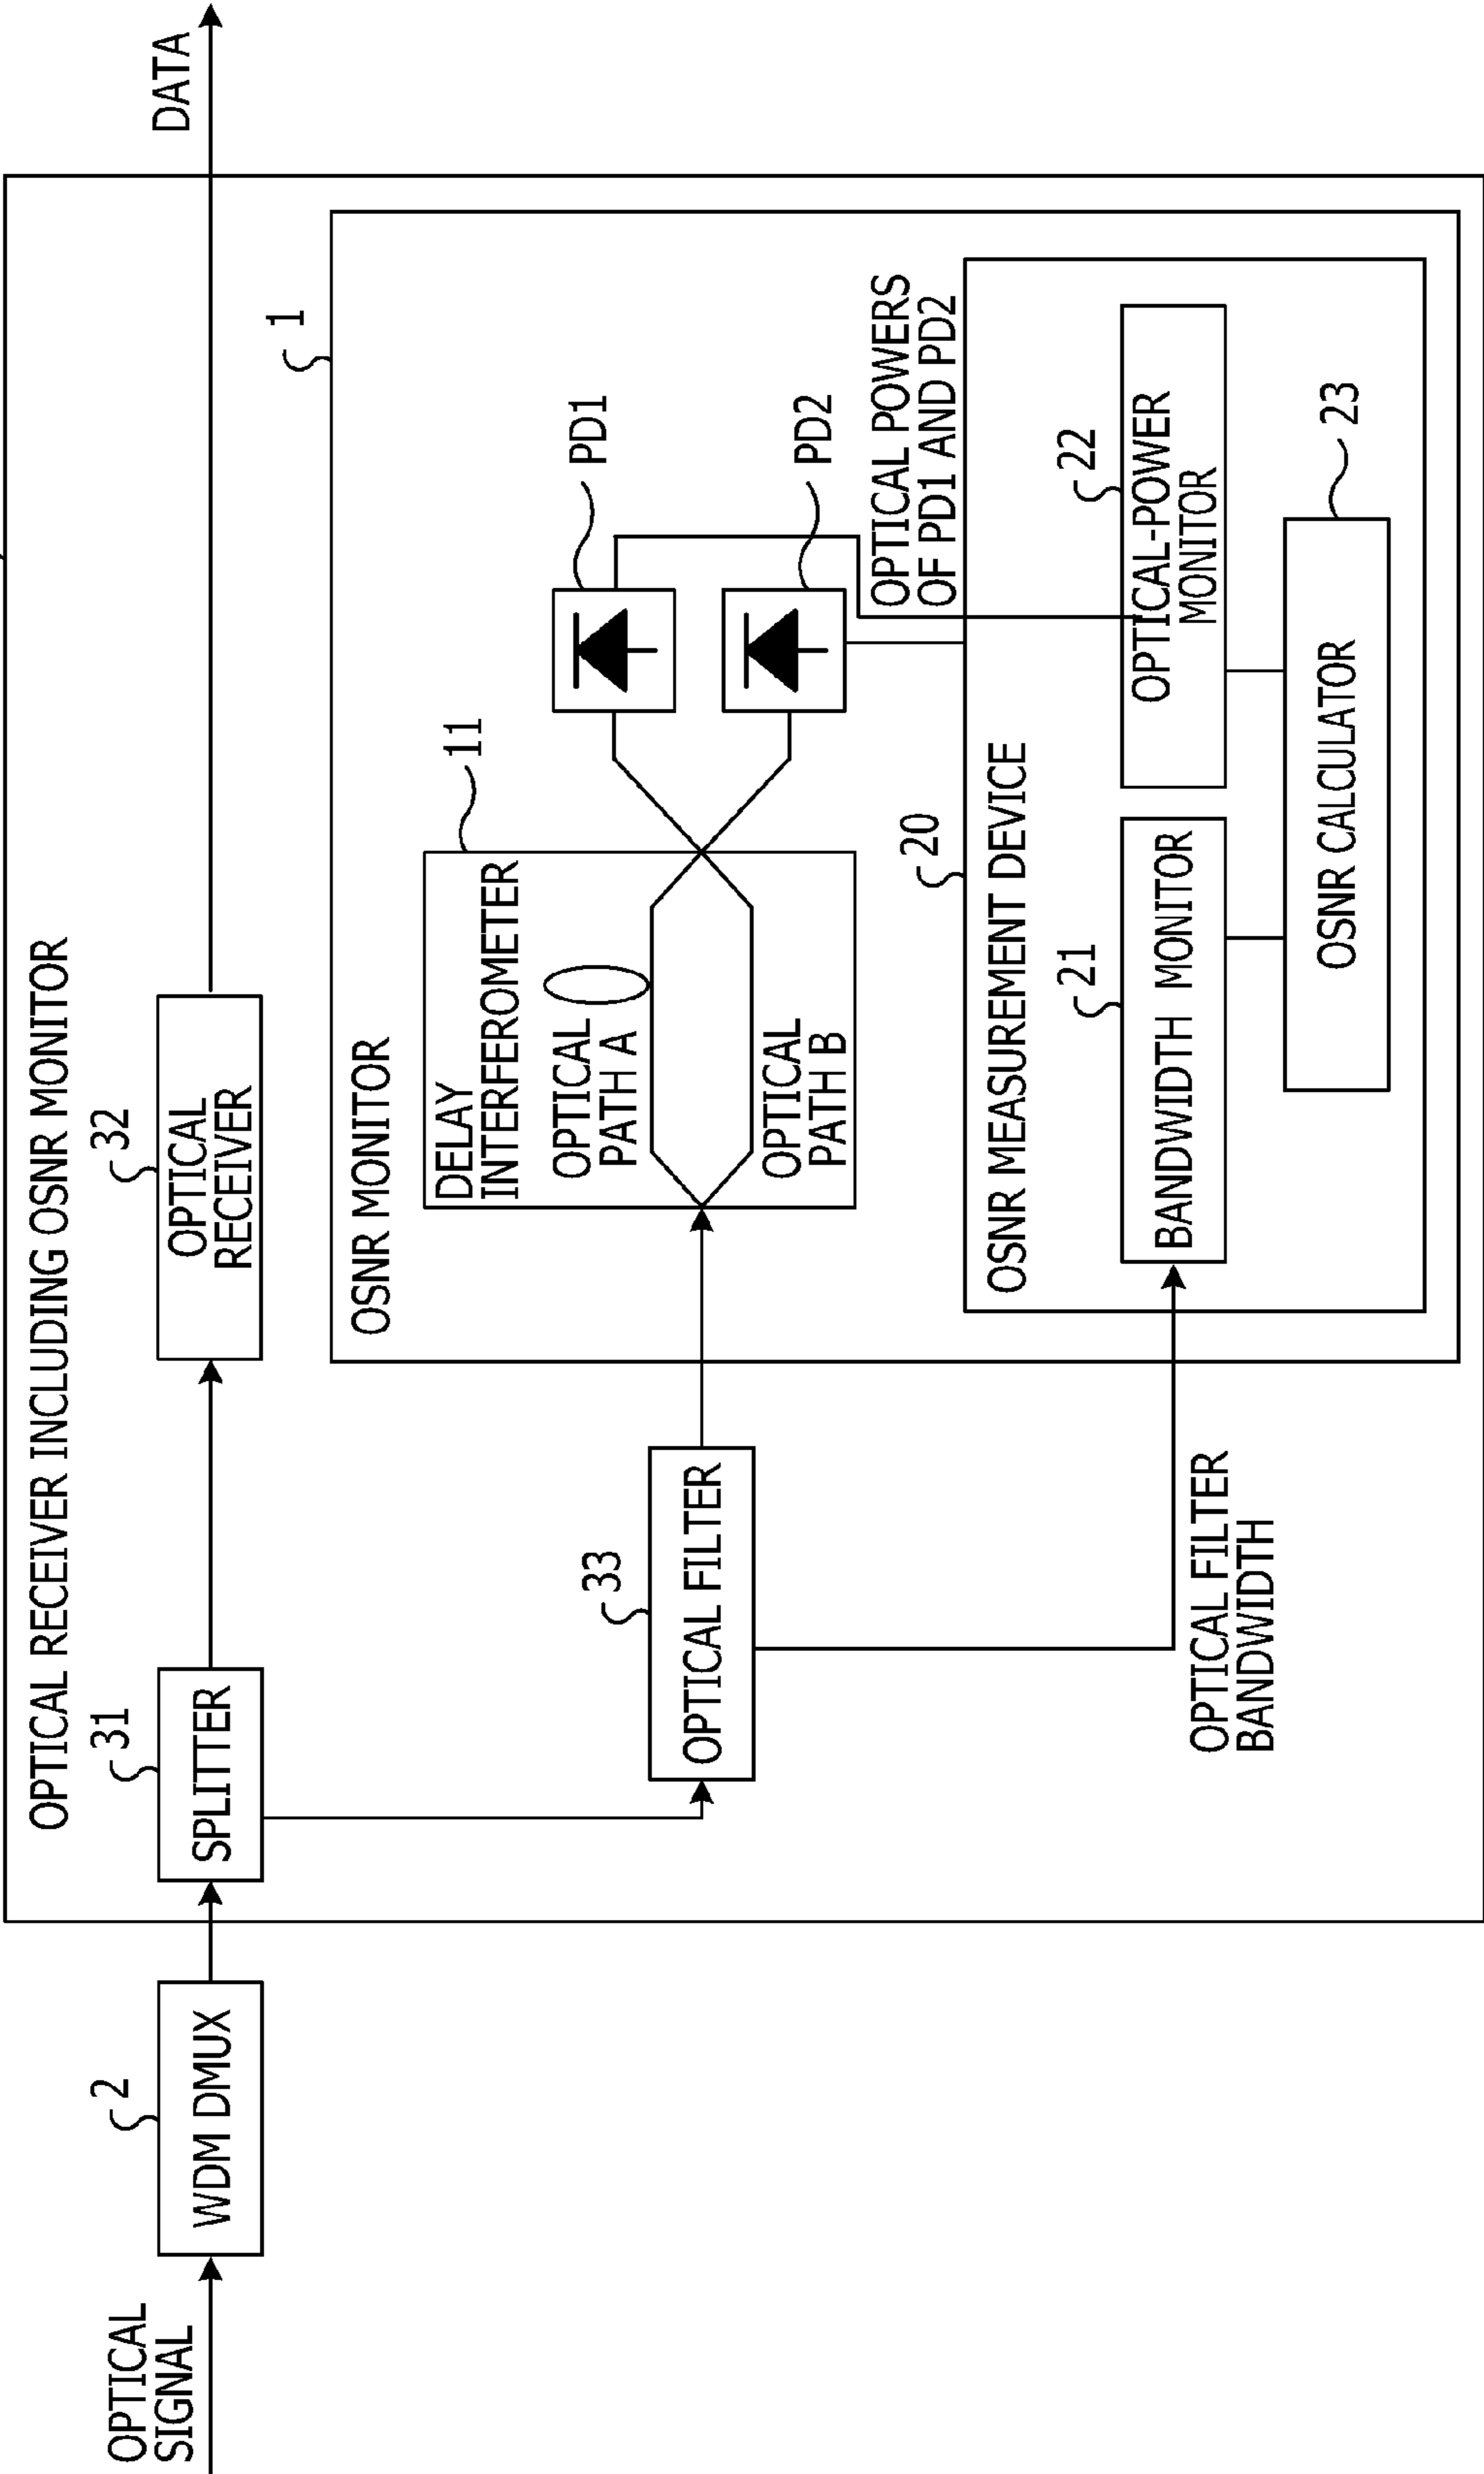 OPTICAL
SIGNAL
2
WDM DMUX
OPTICAL RECEIVER INCLUDING OSNR MONITOR
31
SPLITTER
32
OPTICAL
RECEIVER
DATA
33
OPTICAL FILTER
OPTICAL FILTER
BANDWIDTH
1
OSNR MONITOR
11
DELAY
INTERFEROMETER
OPTICAL
PATH A
OPTICAL
PATH B
PD1
PD2
OPTICAL POWERS
OF PD1 AND PD2
20
OSNR MEASUREMENT DEVICE
21
BANDWIDTH MONITOR
22
OPTICAL-POWER
MONITOR
23
OSNR CALCULATOR